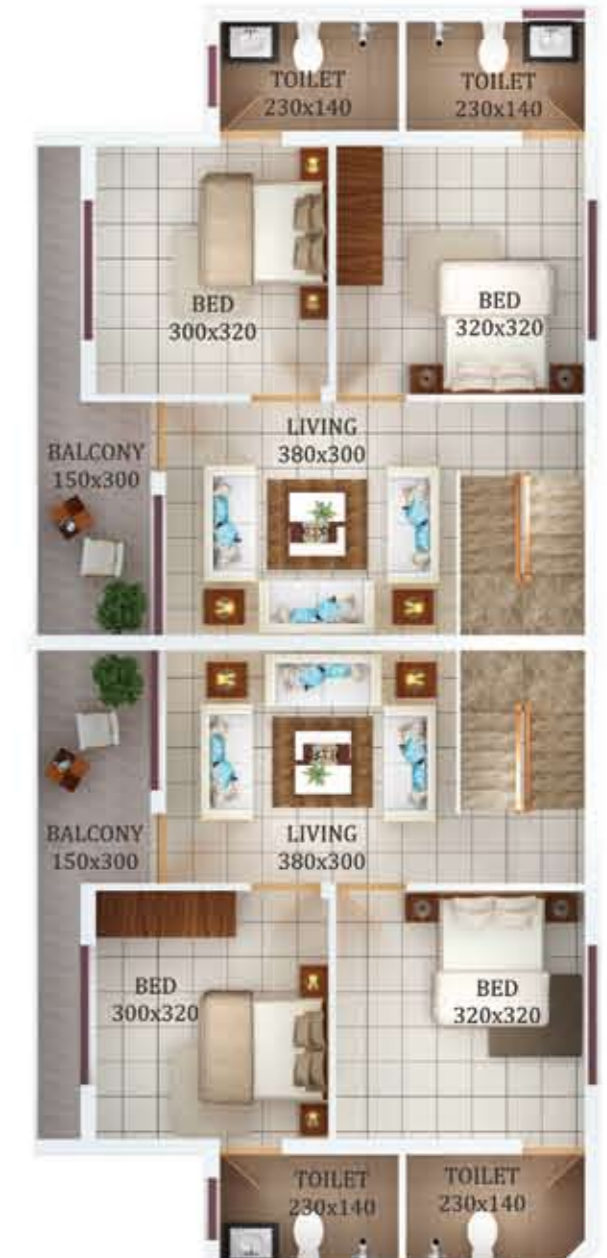 TOILET
230x140
TOILET
230x140
BED
300x320
BED
320x320
LIVING
380x300
BALCONY
150x300
BALCONY
150x300
LIVING
380x300
BED
300x320
BED
320x320
TOILET
230x140
TOILET
230x140